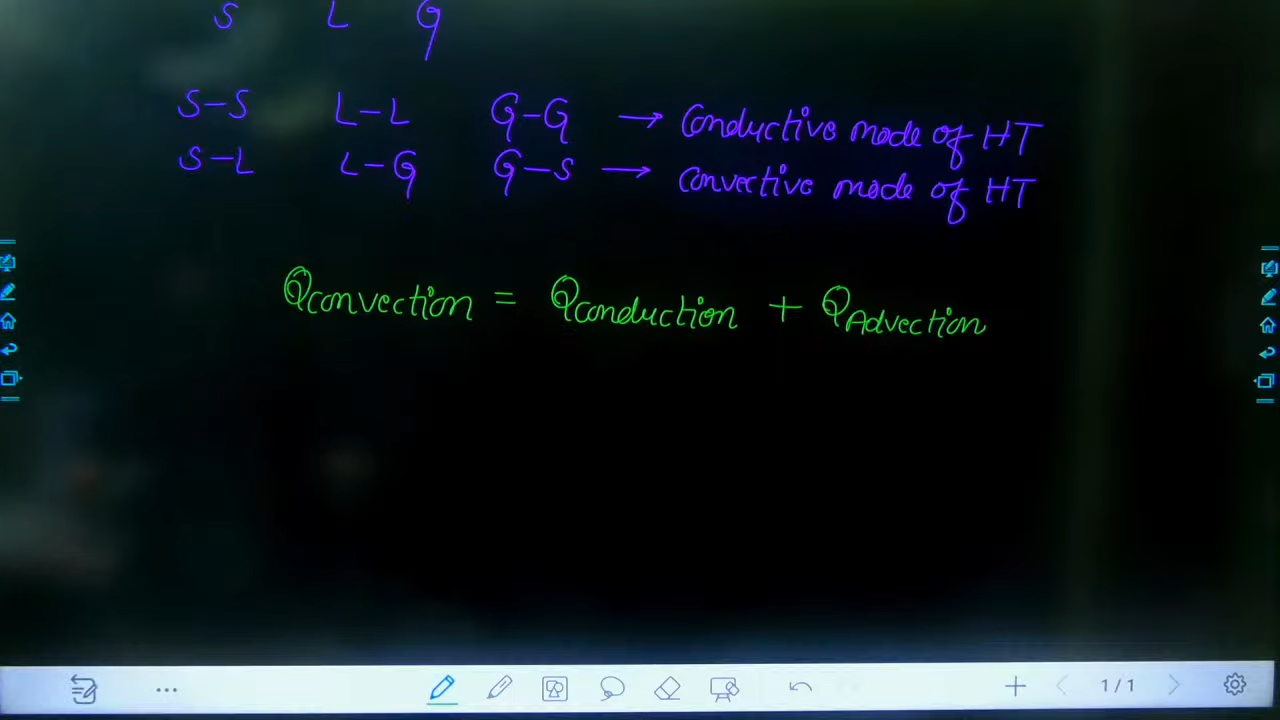 S L G
S-S L-L G-G → Conductive mode of HT
S-L L-G G-S → Convective mode of HT
Qconvection = Qconduction + QAdvection
1/1